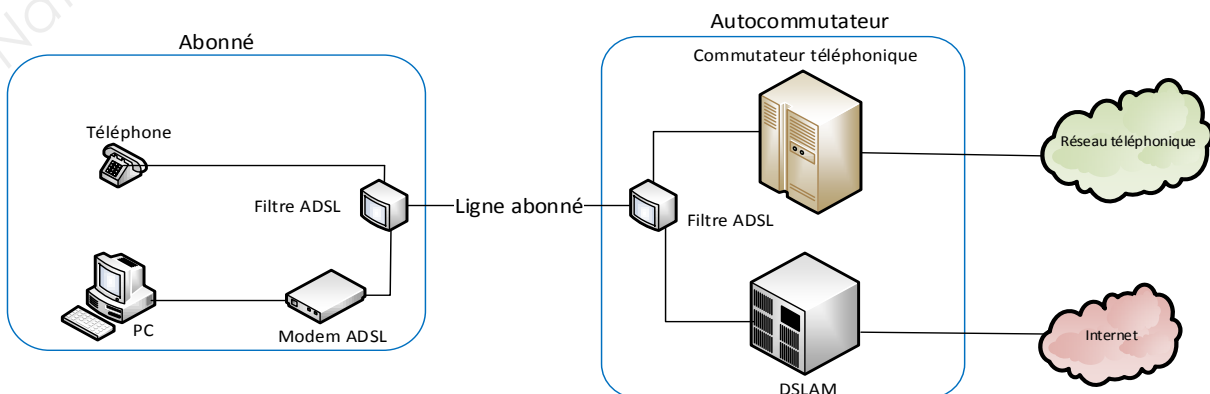 Autocommutateur
Abonné
Commutateur téléphonique
Téléphone
Réseau téléphonique
Filtre ADSL
Ligne abonné
Filtre ADSL
PC
Modem ADSL
Internet
DSLAM